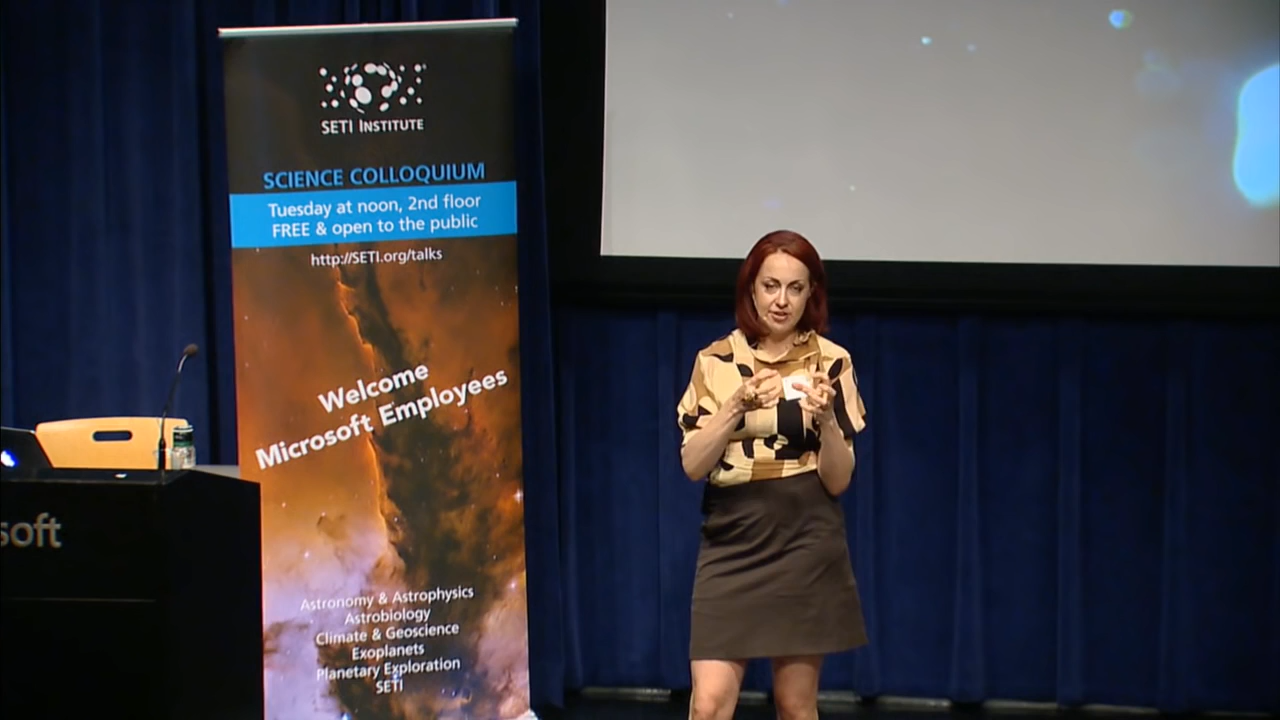 SETI INSTITUTE
SCIENCE COLLOQUIUM
Tuesday at noon, 2nd floor
FREE & open to the public
http://SETI.org/talks
Welcome
Microsoft Employees
soft
Astronomy & Astrophysics
Astrobiology
Climate & Geoscience
Exoplanets
Planetary Exploration
SETI